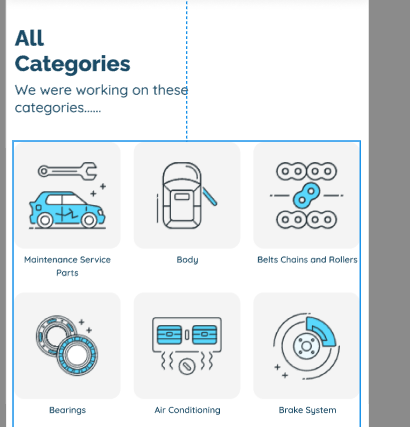 All
Categories
We were working on these
categories......
Maintenance Service
Parts
Body
Belts Chains and Rollers
Bearings
Air Conditioning
Brake System